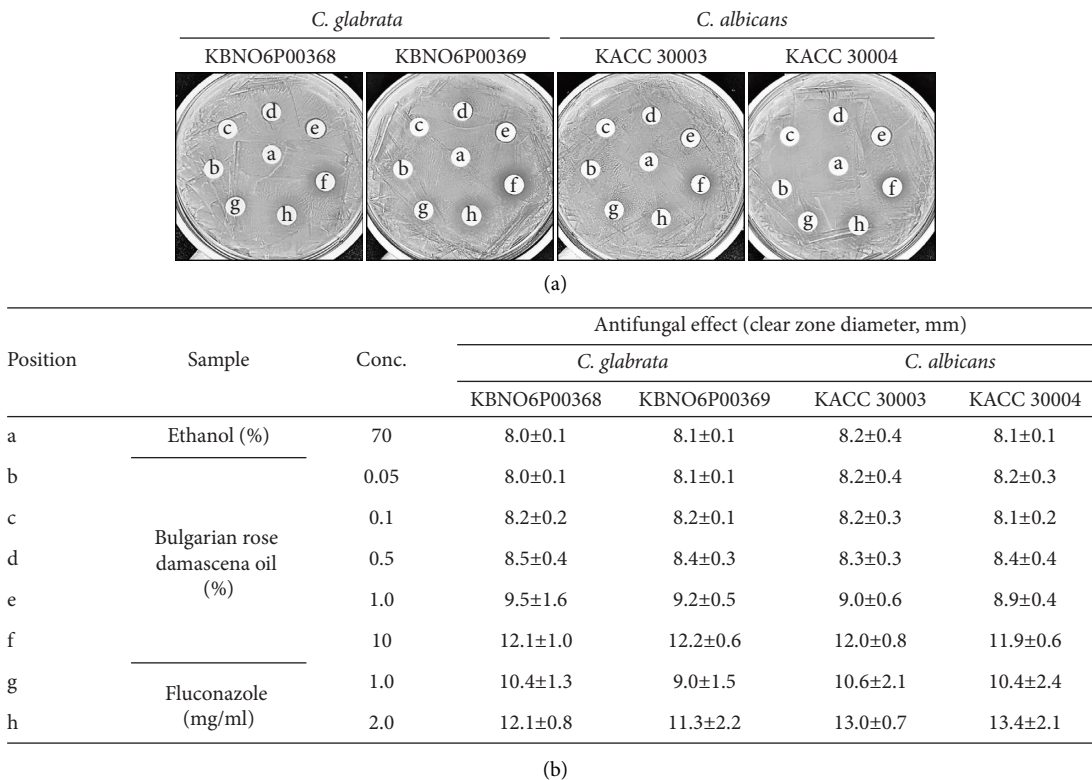 C. glabrata C. albicans
KBNO6P00368 KBNO6P00369 KACC 30003 KACC 30004
d d d d
c e c e c e c e
a a a a
b f b f b f b f
g h g h g h g h
(a)
Antifungal effect (clear zone diameter, mm)
Position Sample Conc. C. glabrata C. albicans
KBNO6P00368 KBNO6P00369 KACC 30003 KACC 30004
a Ethanol (%) 70 8.0±0.1 8.1±0.1 8.2±0.4 8.1±0.1
b 0.05 8.0±0.1 8.1±0.1 8.2±0.4 8.2±0.3
c 0.1 8.2±0.2 8.2±0.1 8.2±0.3 8.1±0.2
Bulgarian rose
d damascena oil 0.5 8.5±0.4 8.4±0.3 8.3±0.3 8.4±0.4
(%)
e 1.0 9.5±1.6 9.2±0.5 9.0±0.6 8.9±0.4
f 10 12.1±1.0 12.2±0.6 12.0±0.8 11.9±0.6
g Fluconazole 1.0 10.4±1.3 9.0±1.5 10.6±2.1 10.4±2.4
h (mg/ml) 2.0 12.1±0.8 11.3±2.2 13.0±0.7 13.4±2.1
(b)